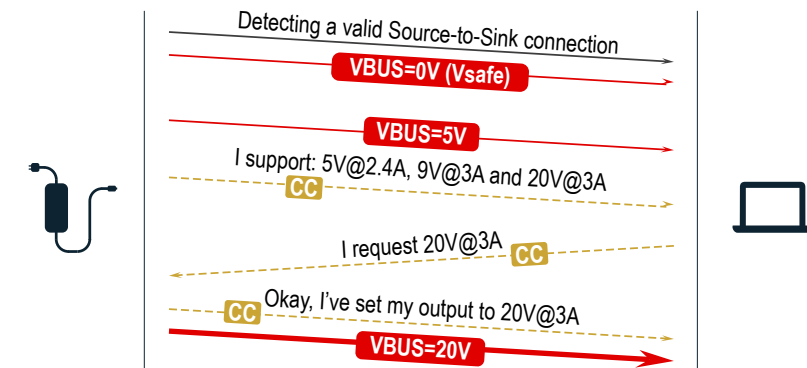 Detecting a valid Source-to-Sink connection
VBUS=0V (Vsafe)
VBUS=5V
I support: 5V@2.4A, 9V@3A and 20V@3A
CC
I request 20V@3A
CC
Okay, I've set my output to 20V@3A
CC
VBUS=20V